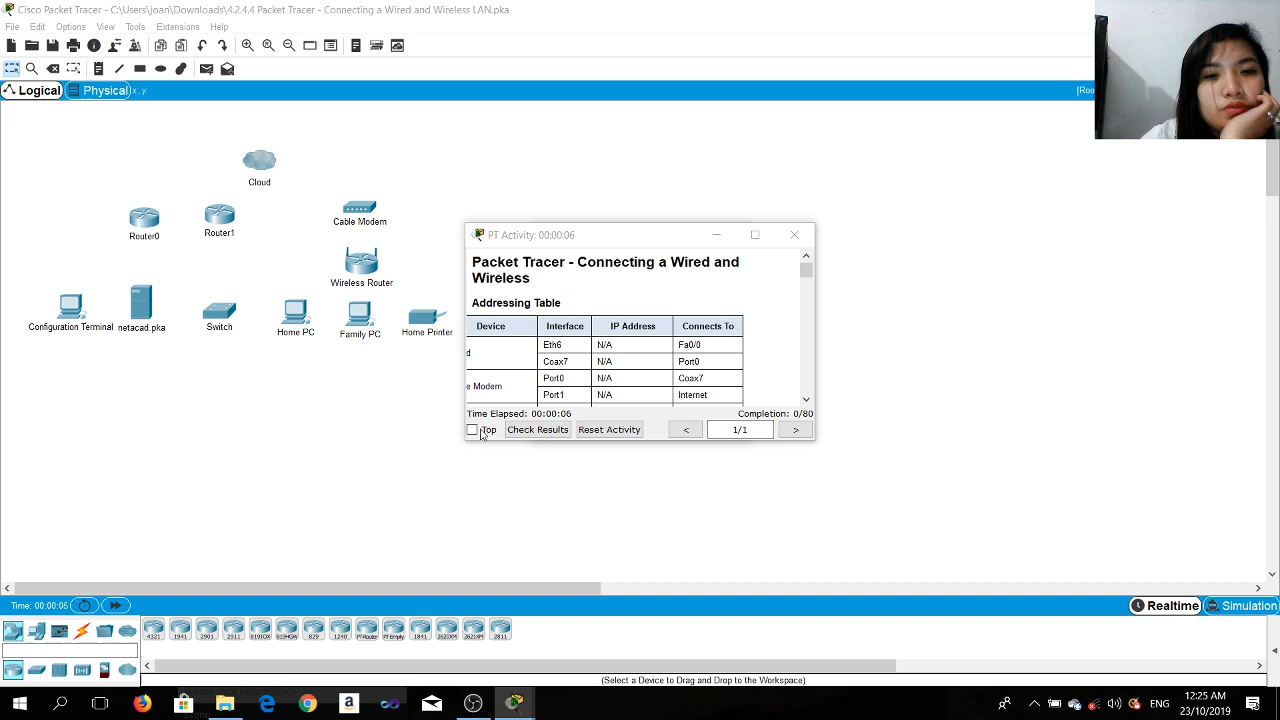 Cisco Packet Tracer - C:\Users\joan\Downloads\4.2.4.4 Packet Tracer - Connecting a Wired and Wireless LAN.pka
File Edit Options View Tools Extensions Help
Logical Physical x, y: [Roo
Cloud
Router0 Router1 Cable Modem
Wireless Router
Configuration Terminal netacad.pka Switch Home PC Family PC Home Printer
PT Activity: 00:00:06
Packet Tracer - Connecting a Wired and
Wireless
Addressing Table
Device Interface IP Address Connects To
d Eth6 N/A Fa0/0
Coax7 N/A Port0
e Modem Port0 N/A Coax7
Port1 N/A Internet
Time Elapsed: 00:00:06 Completion: 0/80
Top Check Results Reset Activity < 1/1 >
Time: 00:00:05 Realtime Simulation
4321 1941 2901 2911 819IOX 819HGW 829 1240 PT-Router PT-Empty 1841 2620XM 2621XM 2811
(Select a Device to Drag and Drop to the Workspace)
12:25 AM
ENG
23/10/2019